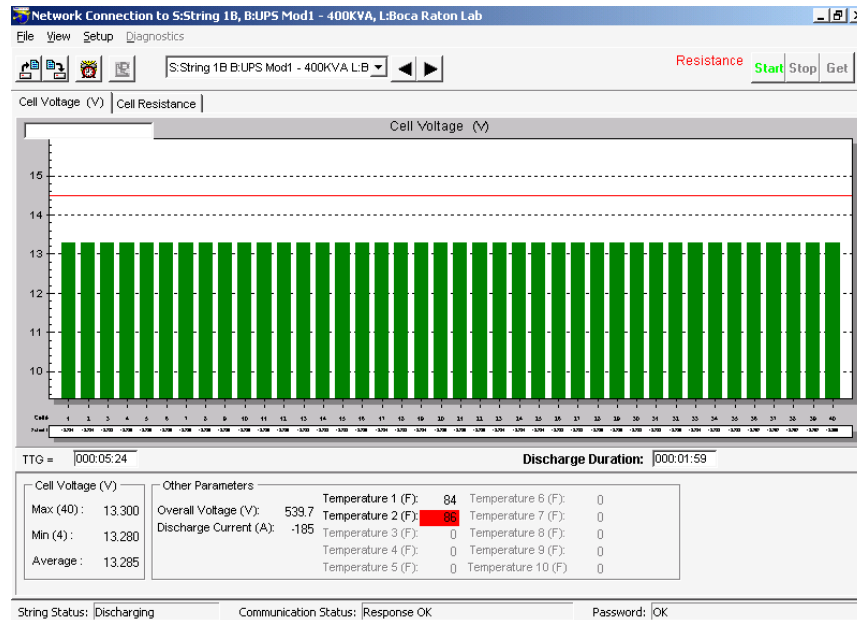 Network Connection to S:String 1B, B:UPS Mod1 - 400KVA, L:Boca Raton Lab
File View Setup Diagnostics
S:String 1B B:UPS Mod1 - 400KVA L:B
Resistance Start Stop Get
Cell Voltage (V) Cell Resistance
Cell Voltage (V)
15
14
13
12
11
10
Cell# 1 2 3 4 5 6 7 8 9 10 11 12 13 14 15 16 17 18 19 20 21 22 23 24 25 26 27 28 29 30 31 32 33 34 35 36 37 38 39 40
TTG = 000:05:24 Discharge Duration: 000:01:59
Cell Voltage (V)
Max (40) : 13.300
Min (4) : 13.280
Average : 13.285
Other Parameters
Overall Voltage (V): 539.7
Discharge Current (A): -185
Temperature 1 (F): 84
Temperature 2 (F): 86
Temperature 3 (F): 0
Temperature 4 (F): 0
Temperature 5 (F): 0
Temperature 6 (F): 0
Temperature 7 (F): 0
Temperature 8 (F): 0
Temperature 9 (F): 0
Temperature 10 (F) 0
String Status: Discharging Communication Status: Response OK Password: OK